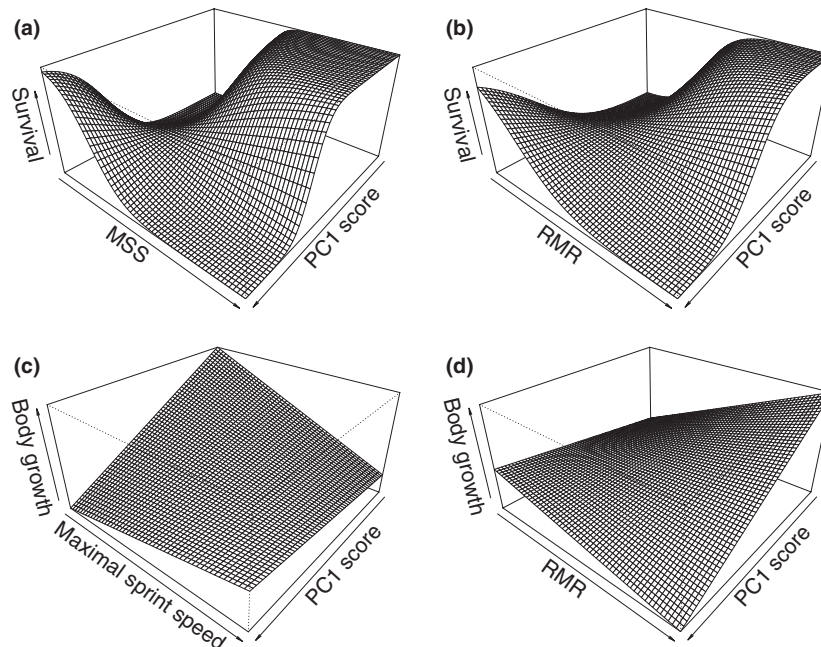 (a)
Survival
MSS
PC1 score
(b)
Survival
RMR
PC1 score
(c)
Body growth
Maximal sprint speed
PC1 score
(d)
Body growth
RMR
PC1 score